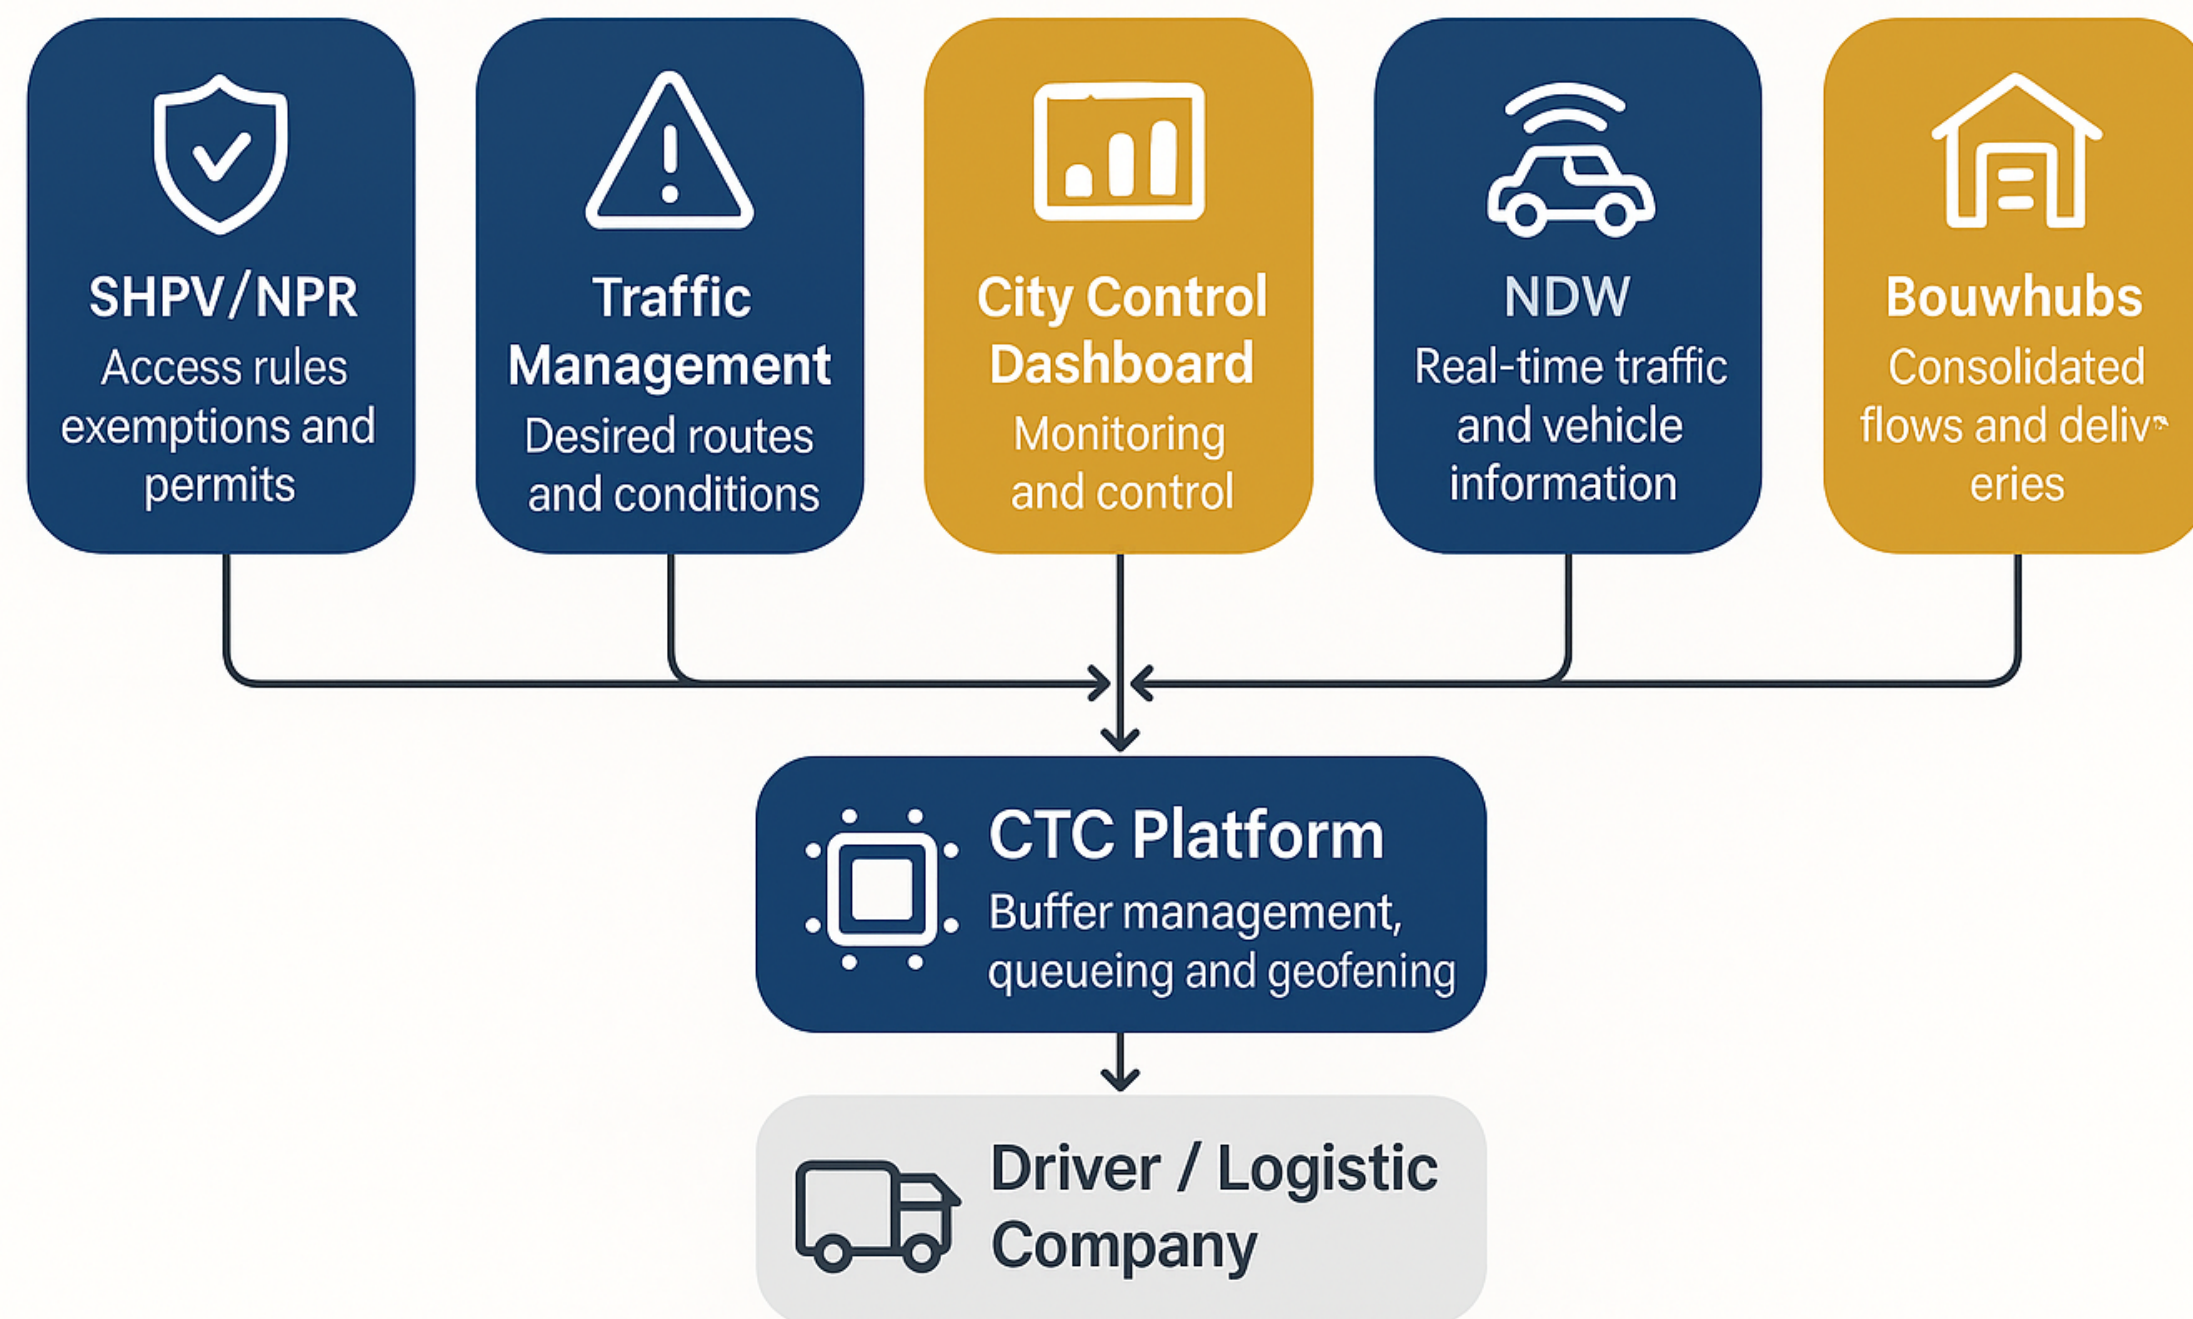 SHPV/NPR
Access rules
exemptions and
permits
Traffic
Management
Desired routes
and conditions
City Control
Dashboard
Monitoring
and control
NDW
Real-time traffic
and vehicle
information
Bouwhubs
Consolidated
flows and deliv
eries
CTC Platform
Buffer management,
queueing and geofening
Driver / Logistic
Company